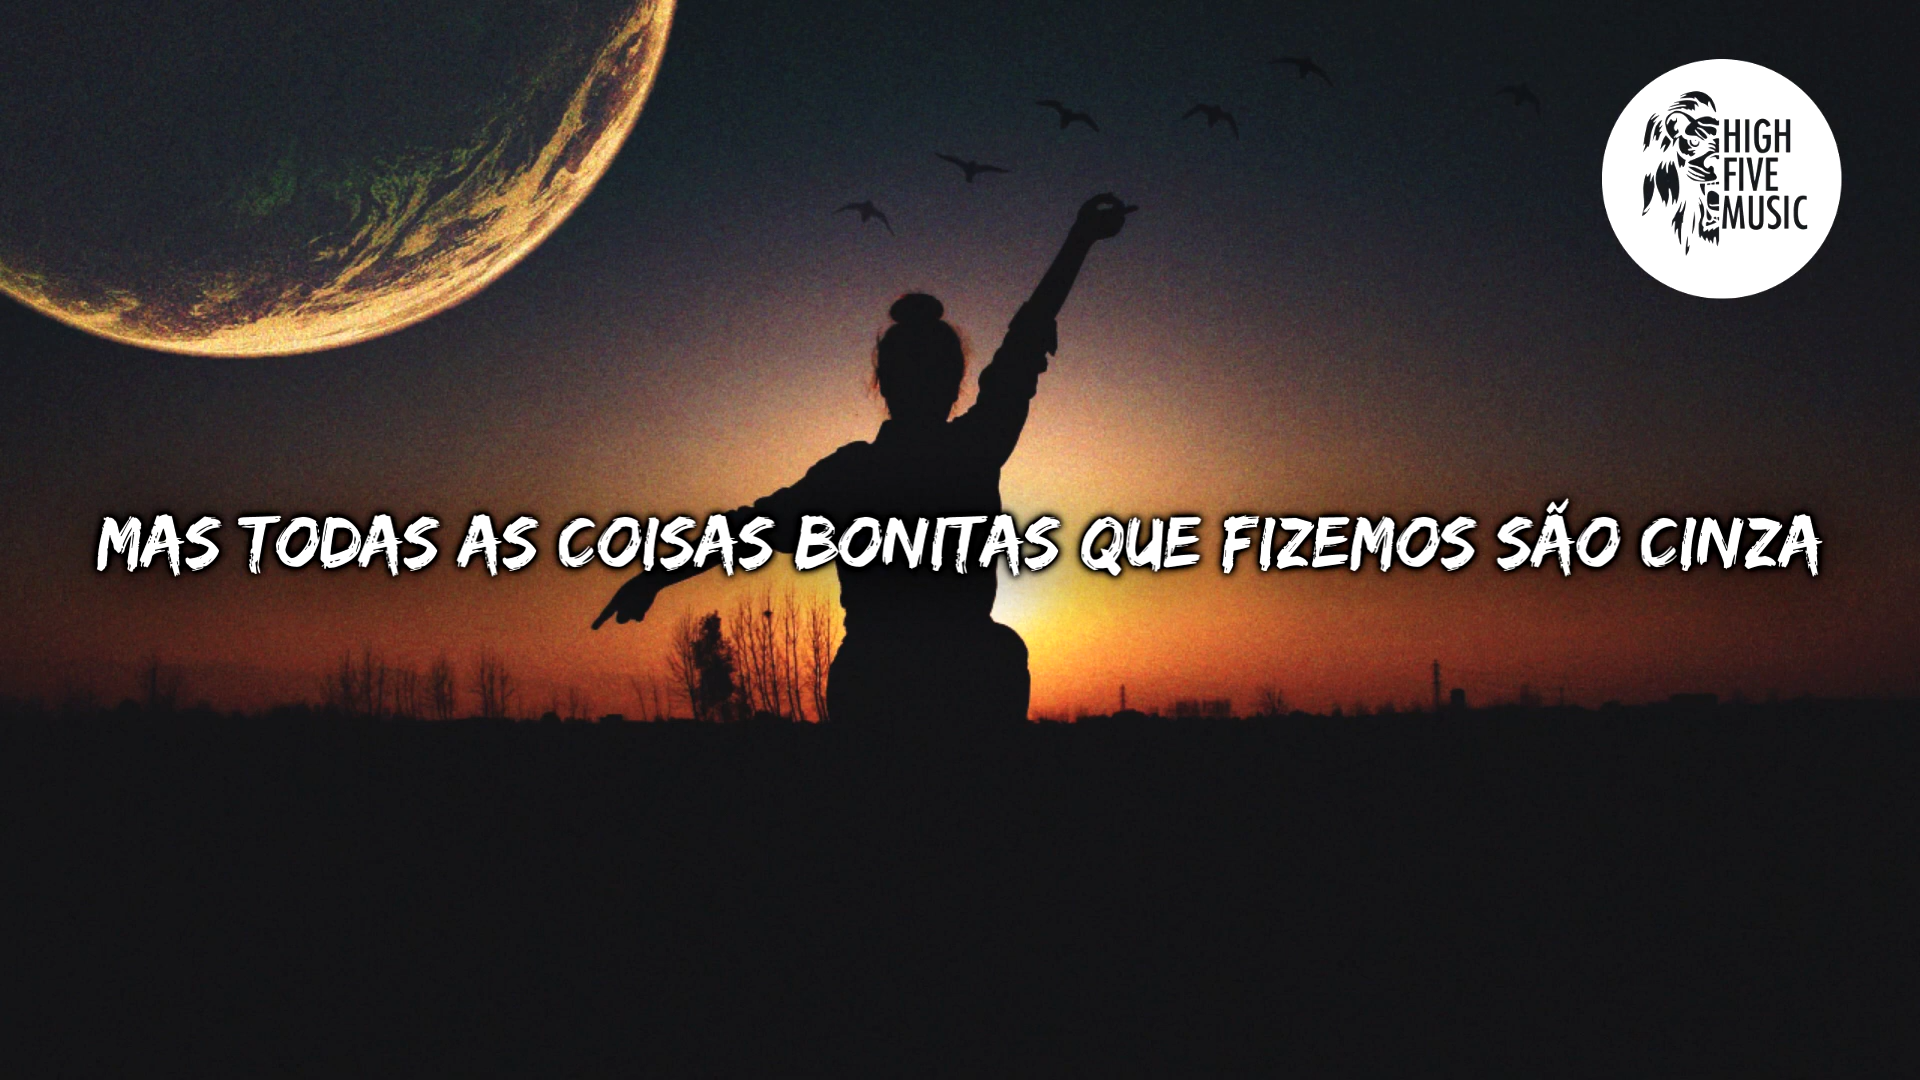 HIGH
FIVE
MUSIC
MAS TODAS AS COISAS BONITAS QUE FIZEMOS SÃO CINZA